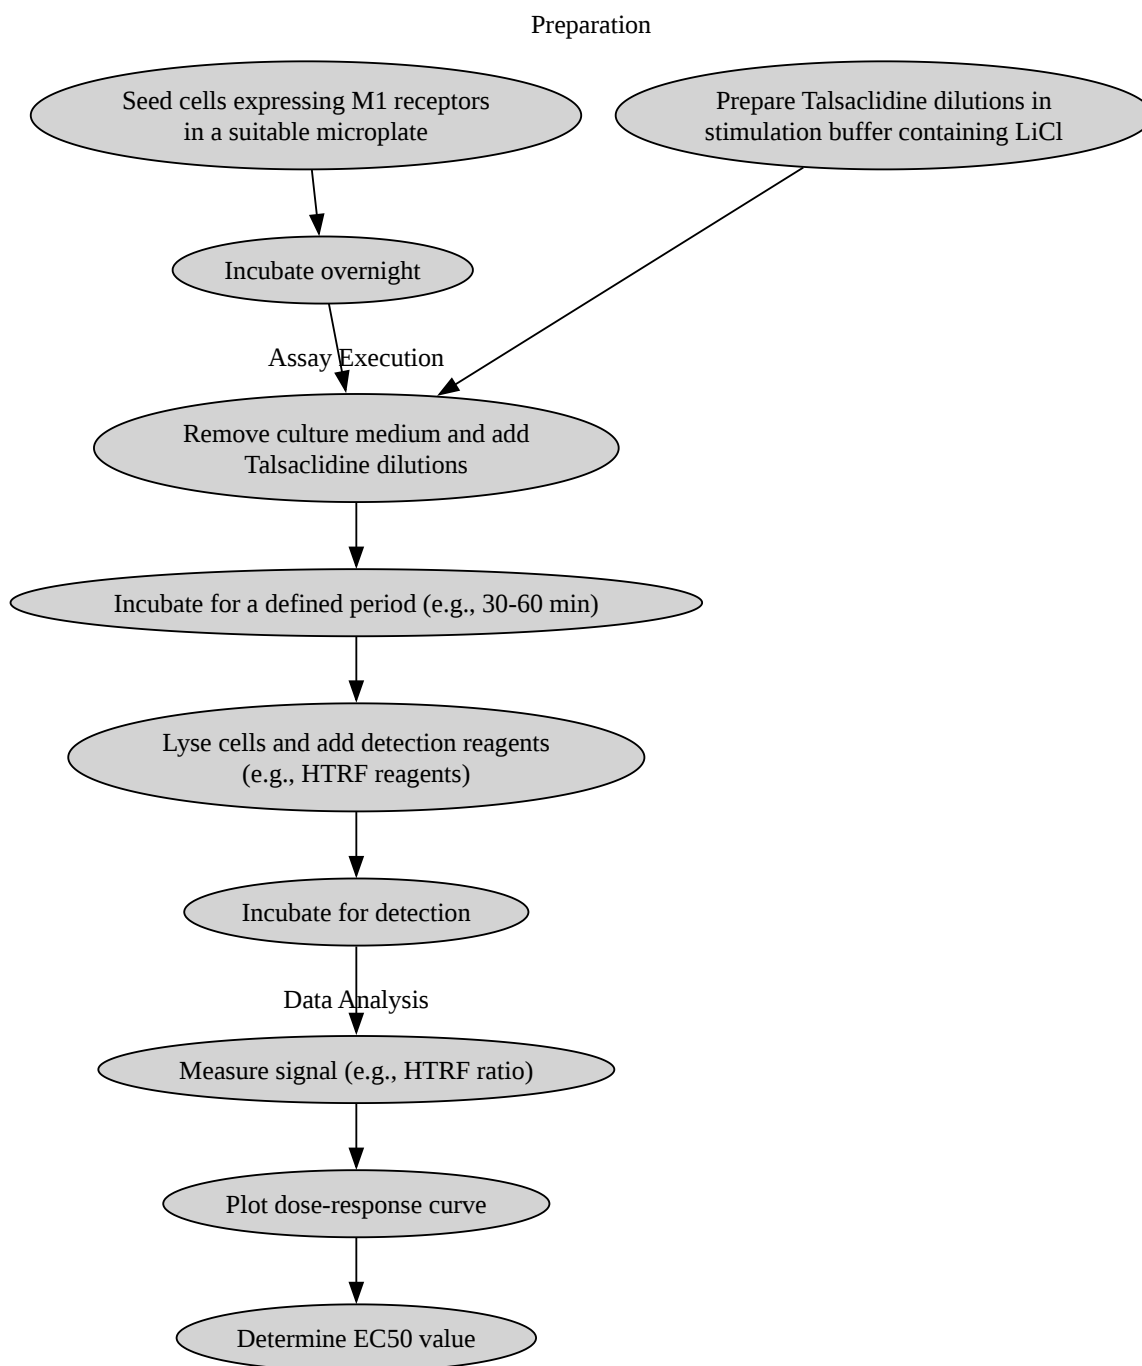 Preparation
Seed cells expressing M1 receptors
in a suitable microplate
Prepare Talsaclidine dilutions in
stimulation buffer containing LiCl
Incubate overnight
Assay Execution
Remove culture medium and add
Talsaclidine dilutions
Incubate for a defined period (e.g., 30-60 min)
Lyse cells and add detection reagents
(e.g., HTRF reagents)
Incubate for detection
Data Analysis
Measure signal (e.g., HTRF ratio)
Plot dose-response curve
Determine EC50 value